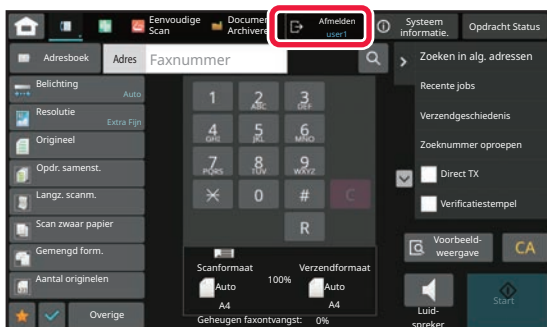 Eenvoudige
Scan
Documen
Archivere
Afmelden
user1
Systeem
informatie.
Opdracht Status
Adresboek
Adres
Faxnummer
Zoeken in alg. adressen
Belichting
Auto
Resolutie
Extra Fijn
Origineel
Opdr. samenst.
Langz. scanm.
Scan zwaar papier
Gemengd form.
Aantal originelen
Overige
1
2 ABC
3 DEF
4 GHI
5 JKL
6 MNO
7 PQRS
8 TUV
9 WXYZ
0
#
C
R
Scanformaat
Verzendformaat
Auto
100%
Auto
A4
A4
Geheugen faxontvangst: 0%
Recente jobs
Verzendgeschiedenis
Zoeknummer oproepen
Direct TX
Verificatiestempel
Voorbeeld-
weergave
CA
Luid-
spreker
Start